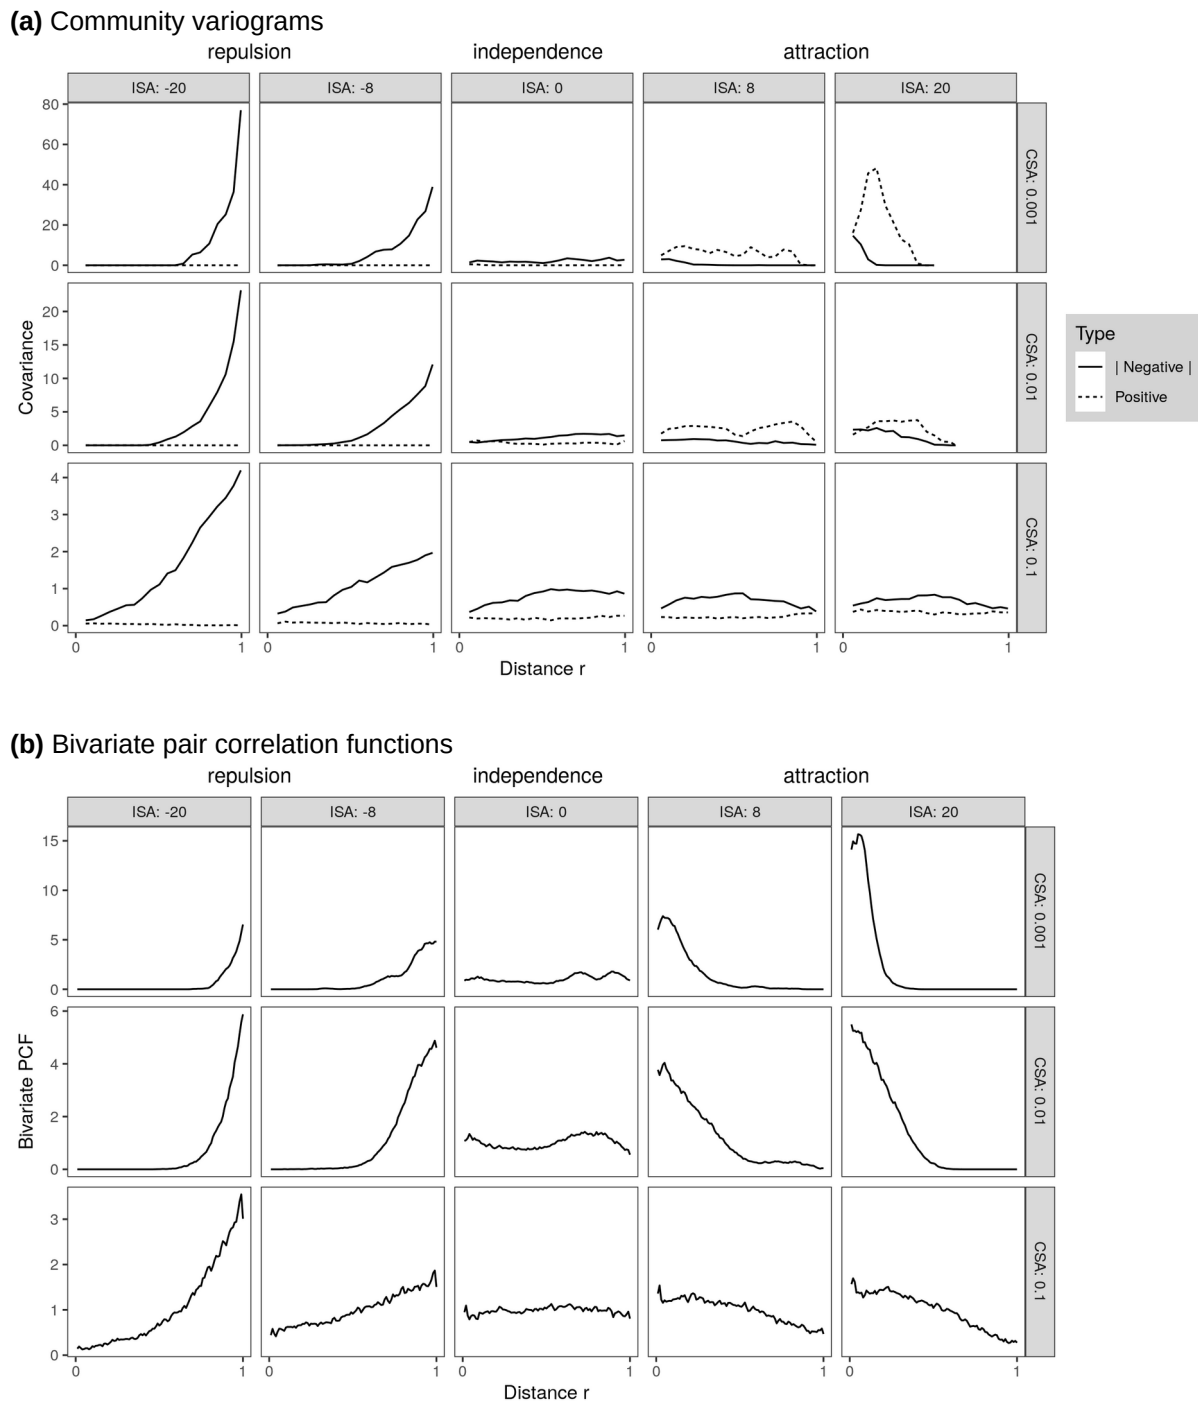 (a) Community variograms
repulsion independence attraction
ISA: -20 ISA: -8 ISA: 0 ISA: 8 ISA: 20
80
60
40
20
0
CSA: 0.001
20
15
10
5
0
CSA: 0.01
Covariance
Type
| Negative |
Positive
4
3
2
1
0
CSA: 0.1
0 1 0 1 0 1 0 1 0 1
Distance r
(b) Bivariate pair correlation functions
repulsion independence attraction
ISA: -20 ISA: -8 ISA: 0 ISA: 8 ISA: 20
15
10
5
0
CSA: 0.001
6
4
2
0
CSA: 0.01
Bivariate PCF
3
2
1
0
CSA: 0.1
0 1 0 1 0 1 0 1 0 1
Distance r